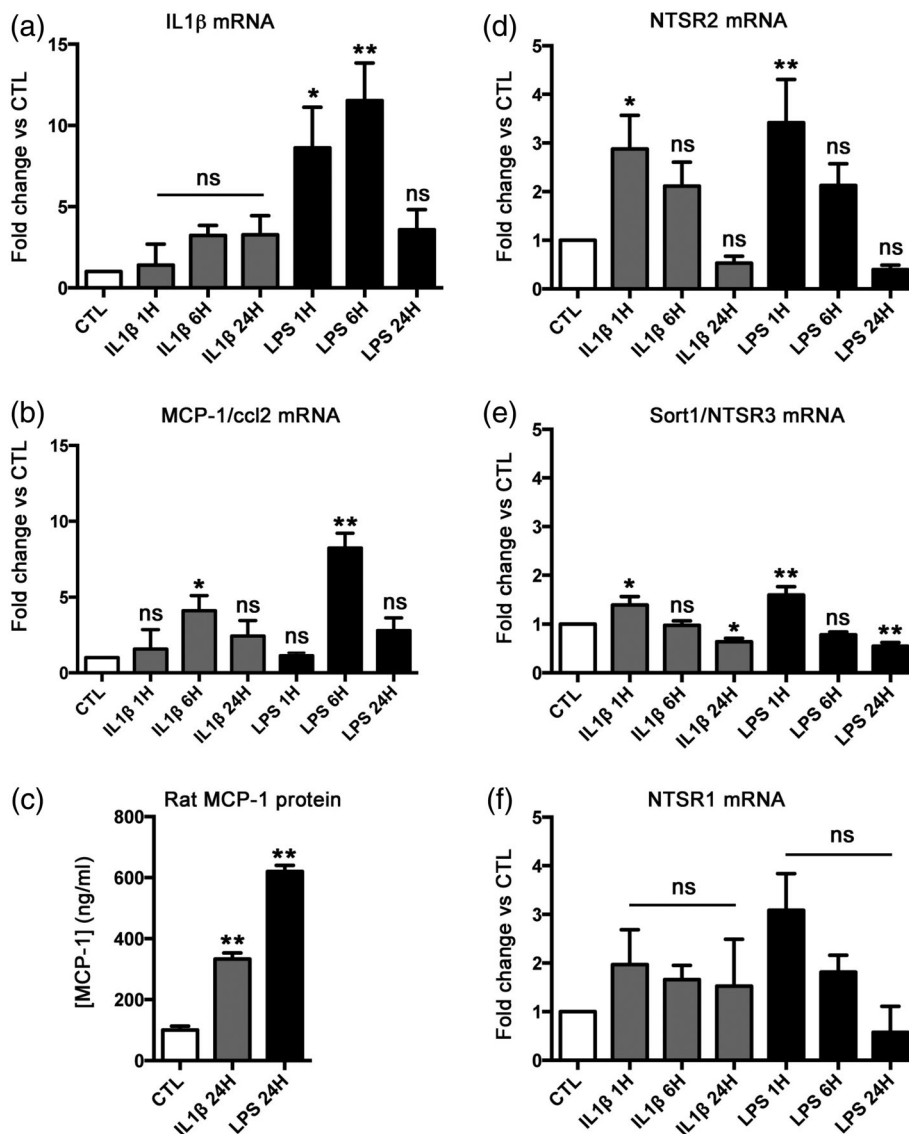 (a)
IL1β mRNA
Fold change vs CTL
15
10
5
0
ns
*
**
ns
CTL
IL1β 1H
IL1β 6H
IL1β 24H
LPS 1H
LPS 6H
LPS 24H
(b)
MCP-1/ccl2 mRNA
Fold change vs CTL
15
10
5
0
ns
*
ns
ns
**
ns
CTL
IL1β 1H
IL1β 6H
IL1β 24H
LPS 1H
LPS 6H
LPS 24H
(c)
Rat MCP-1 protein
[MCP-1] (ng/ml)
800
600
400
200
0
**
**
CTL
IL1β 24H
LPS 24H
(d)
NTSR2 mRNA
Fold change vs CTL
5
4
3
2
1
0
*
ns
ns
**
ns
ns
CTL
IL1β 1H
IL1β 6H
IL1β 24H
LPS 1H
LPS 6H
LPS 24H
(e)
Sort1/NTSR3 mRNA
Fold change vs CTL
5
4
3
2
1
0
*
ns
*
**
ns
**
CTL
IL1β 1H
IL1β 6H
IL1β 24H
LPS 1H
LPS 6H
LPS 24H
(f)
NTSR1 mRNA
Fold change vs CTL
5
4
3
2
1
0
ns
ns
CTL
IL1β 1H
IL1β 6H
IL1β 24H
LPS 1H
LPS 6H
LPS 24H